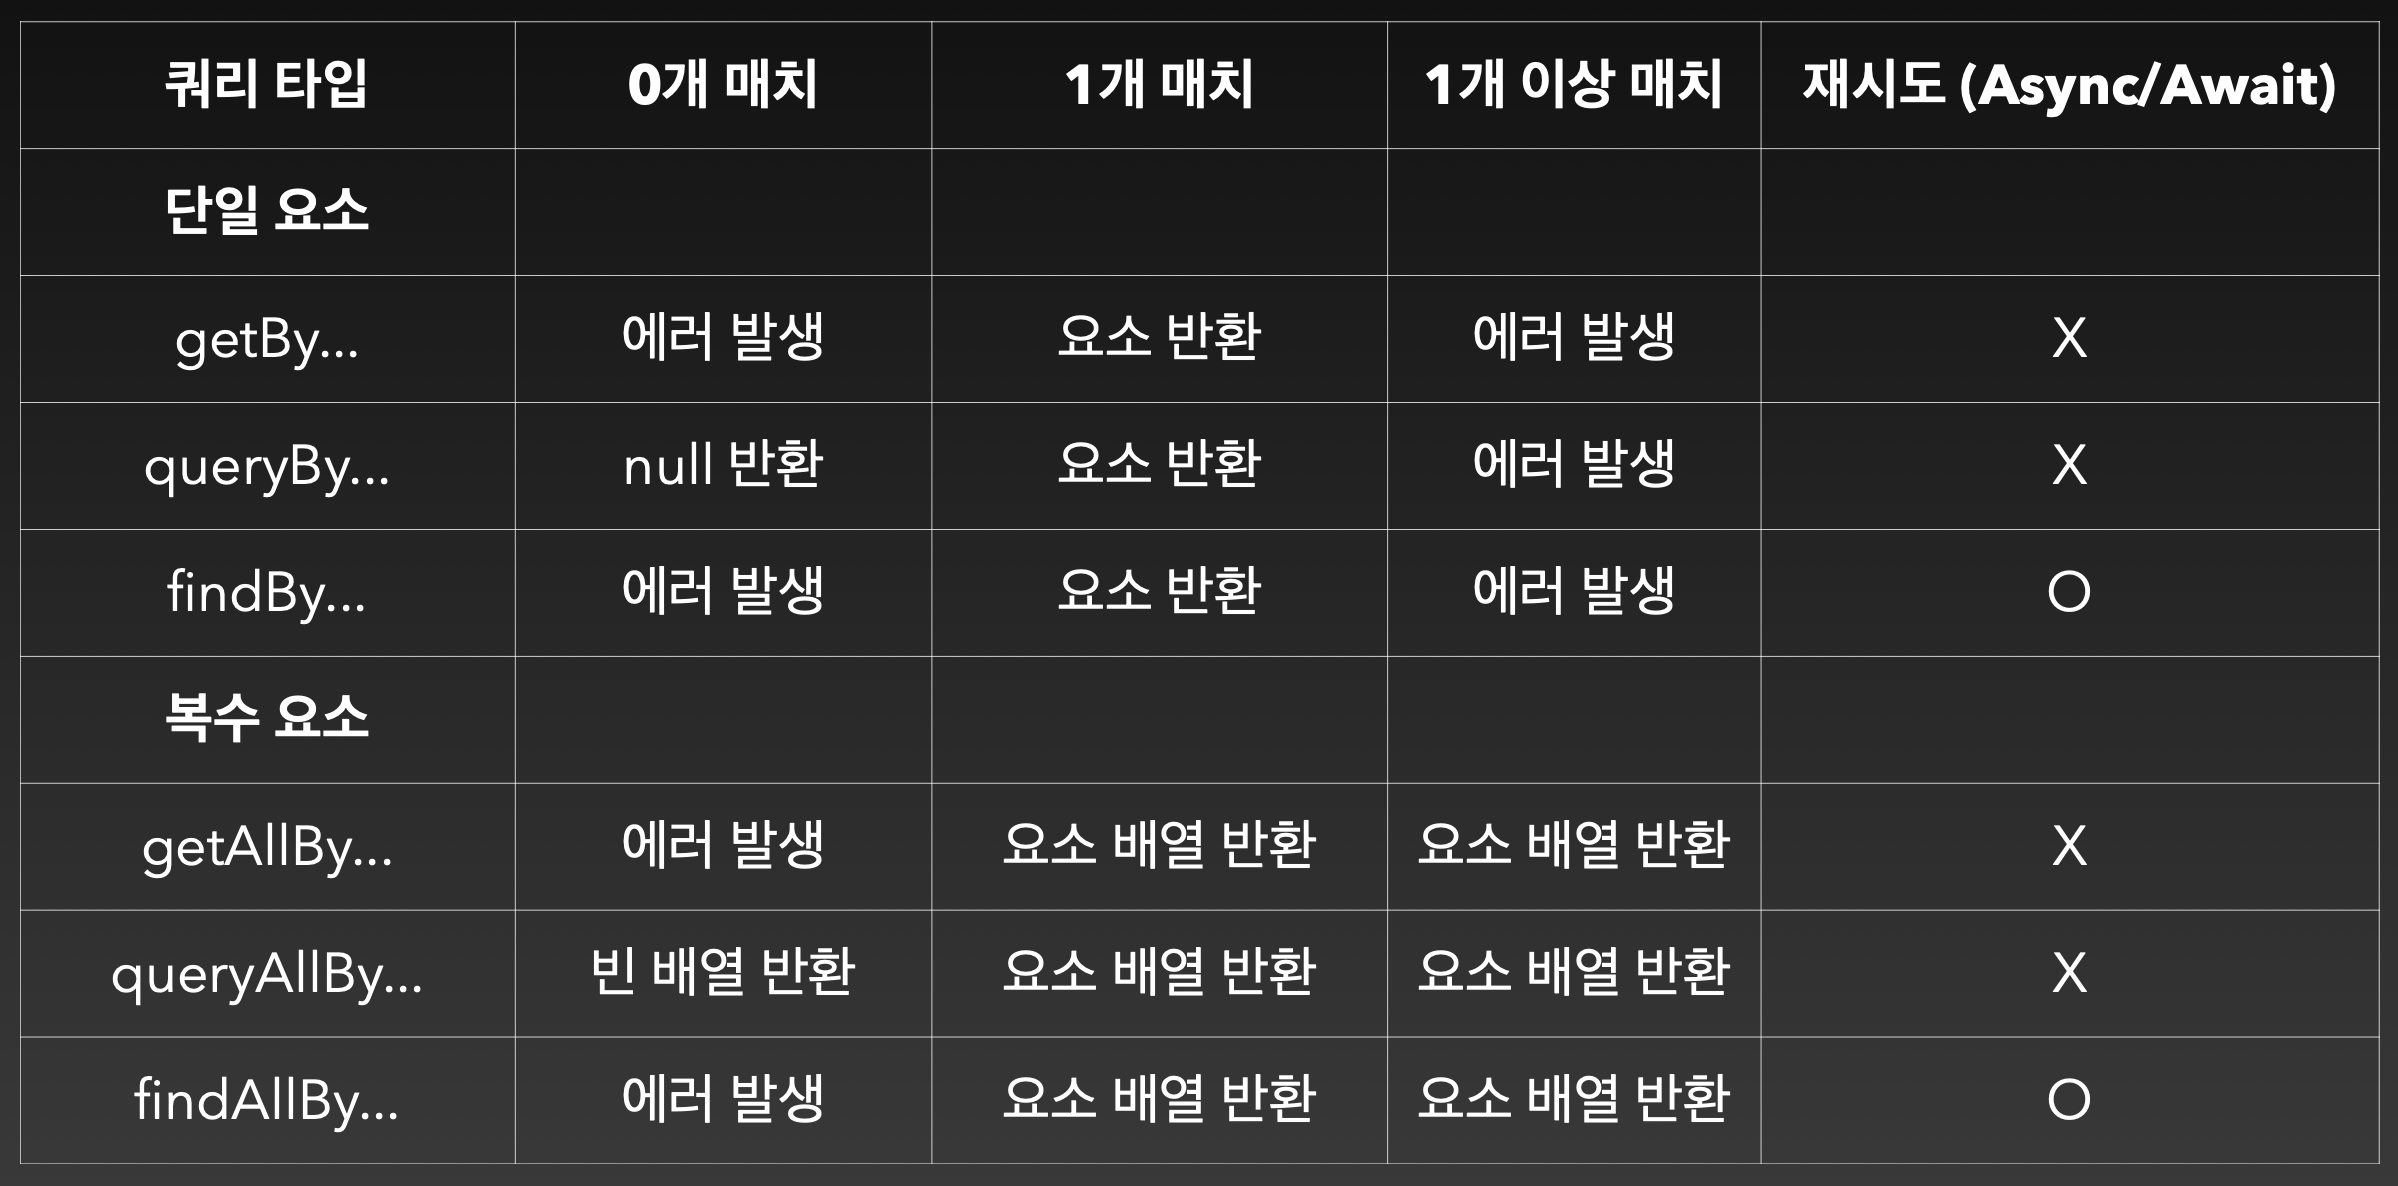 쿼리 타입 0개 매치 1개 매치 1개 이상 매치 재시도 (Async/Await)
단일 요소
getBy... 에러 발생 요소 반환 에러 발생 X
queryBy... null 반환 요소 반환 에러 발생 X
findBy... 에러 발생 요소 반환 에러 발생 O
복수 요소
getAllBy... 에러 발생 요소 배열 반환 요소 배열 반환 X
queryAllBy... 빈 배열 반환 요소 배열 반환 요소 배열 반환 X
findAllBy... 에러 발생 요소 배열 반환 요소 배열 반환 O